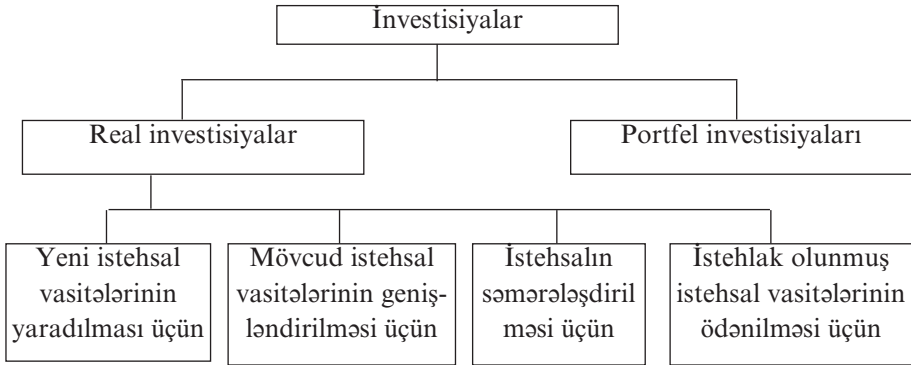 İnvestisiyalar
Real investisiyalar
Portfel investisiyaları
Yeni istehsal
vasitələrinin
yaradılması üçün
Mövcud istehsal
vasitələrinin geniş-
ləndirilməsi üçün
İstehsalın
səmərələşdiril
məsi üçün
İstehlak olunmuş
istehsal vasitələrinin
ödənilməsi üçün